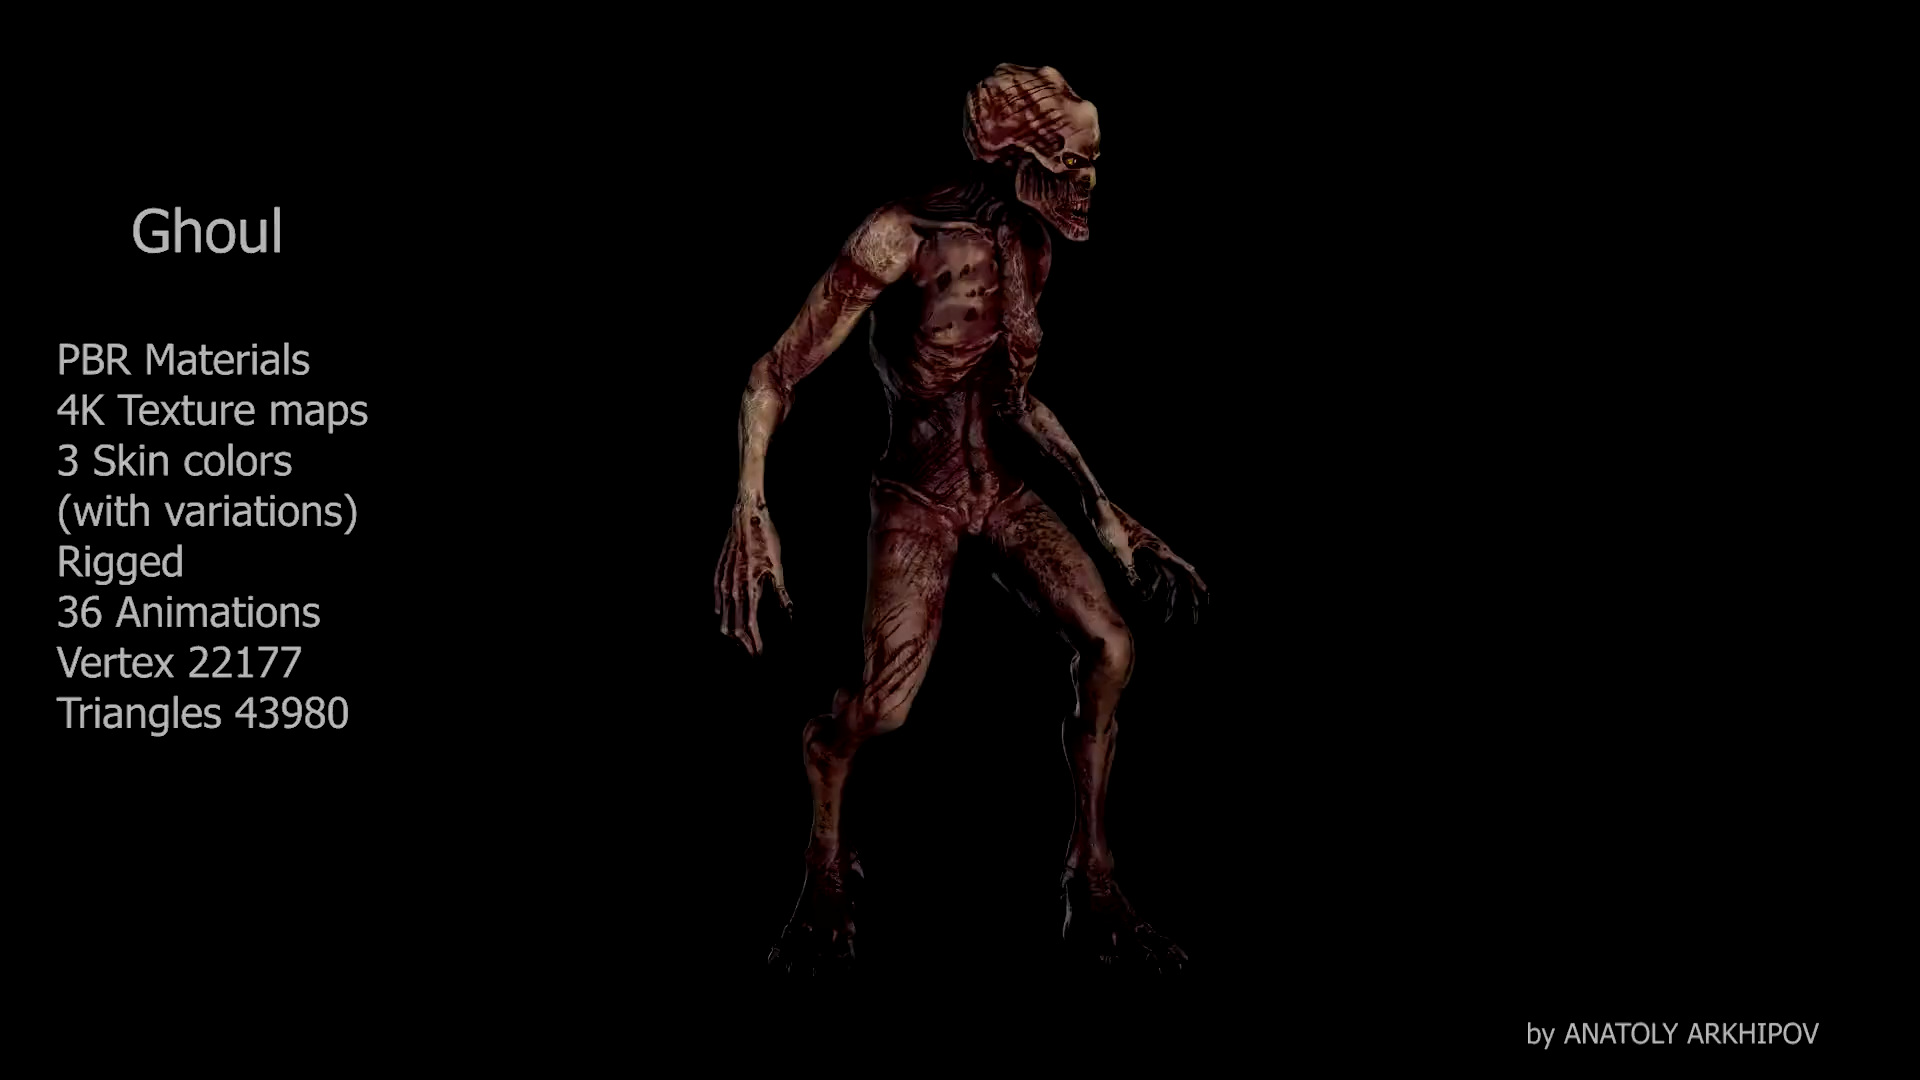 Ghoul
PBR Materials
4K Texture maps
3 Skin colors
(with variations)
Rigged
36 Animations
Vertex 22177
Triangles 43980
by ANATOLY ARKHIPOV